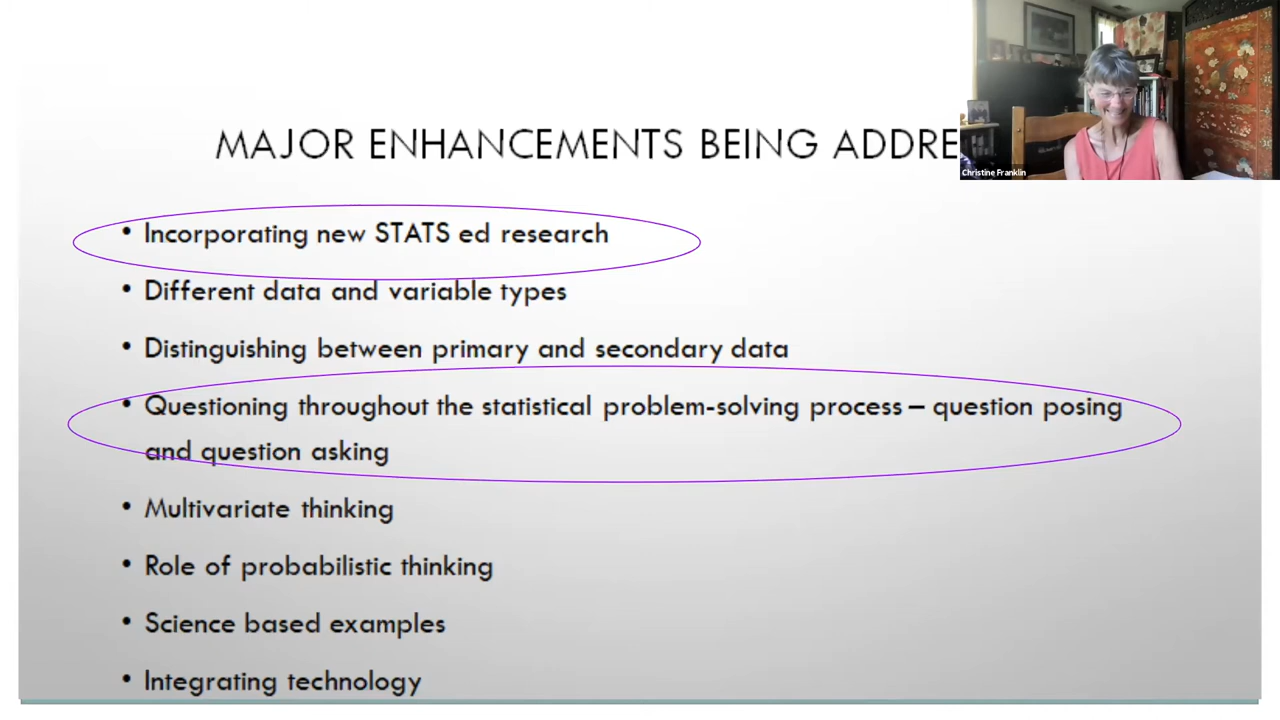 MAJOR ENHANCEMENTS BEING ADDRE
Christine Franklin
• Incorporating new STATS ed research
• Different data and variable types
• Distinguishing between primary and secondary data
• Questioning throughout the statistical problem-solving process – question posing
and question asking
• Multivariate thinking
• Role of probabilistic thinking
• Science based examples
• Integrating technology